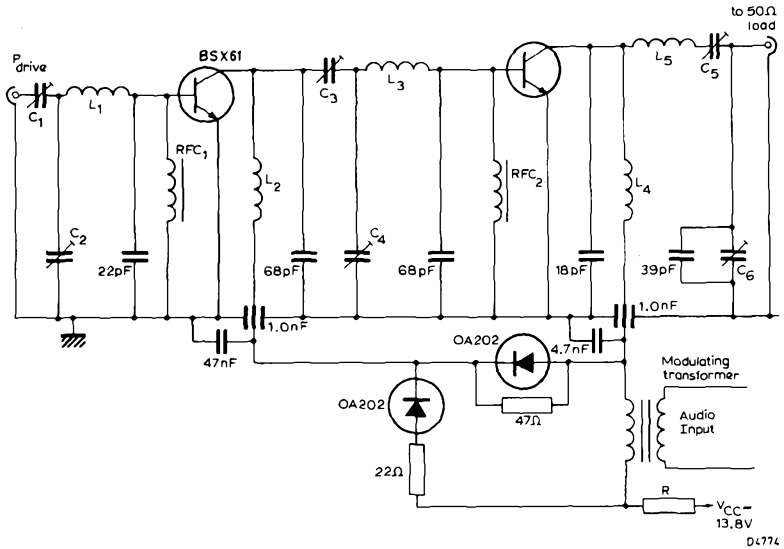 to 50Ω
load
P drive
BSX61
C1
L1
C3
L3
L5
C5
RFC1
L2
RFC2
L4
C2
22pF
68pF
C4
68pF
18pF
39pF
C6
1.0nF
47nF
4.7nF
1.0nF
OA202
OA202
47Ω
22Ω
Modulating
transformer
Audio
Input
R
VCC=
13.8V
D4774